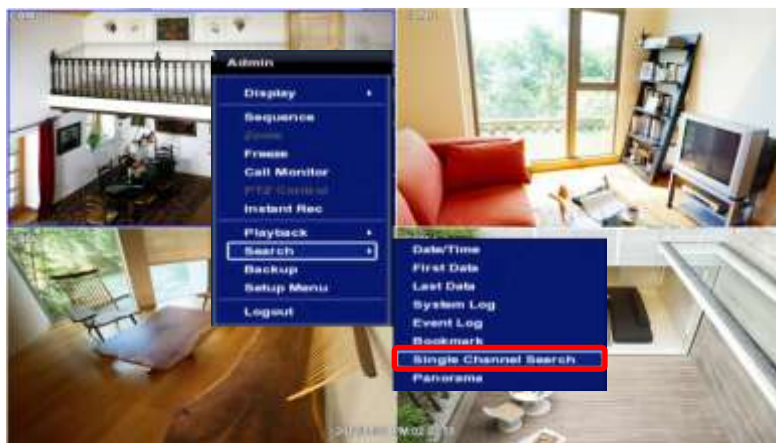 Admin
Display
Sequence
Zoom
Freeze
Call Monitor
PTZ Control
Instant Rec
Playback
Search
Backup
Setup Menu
Logout
Date/Time
First Data
Last Data
System Log
Event Log
Bookmark
Single Channel Search
Panorama